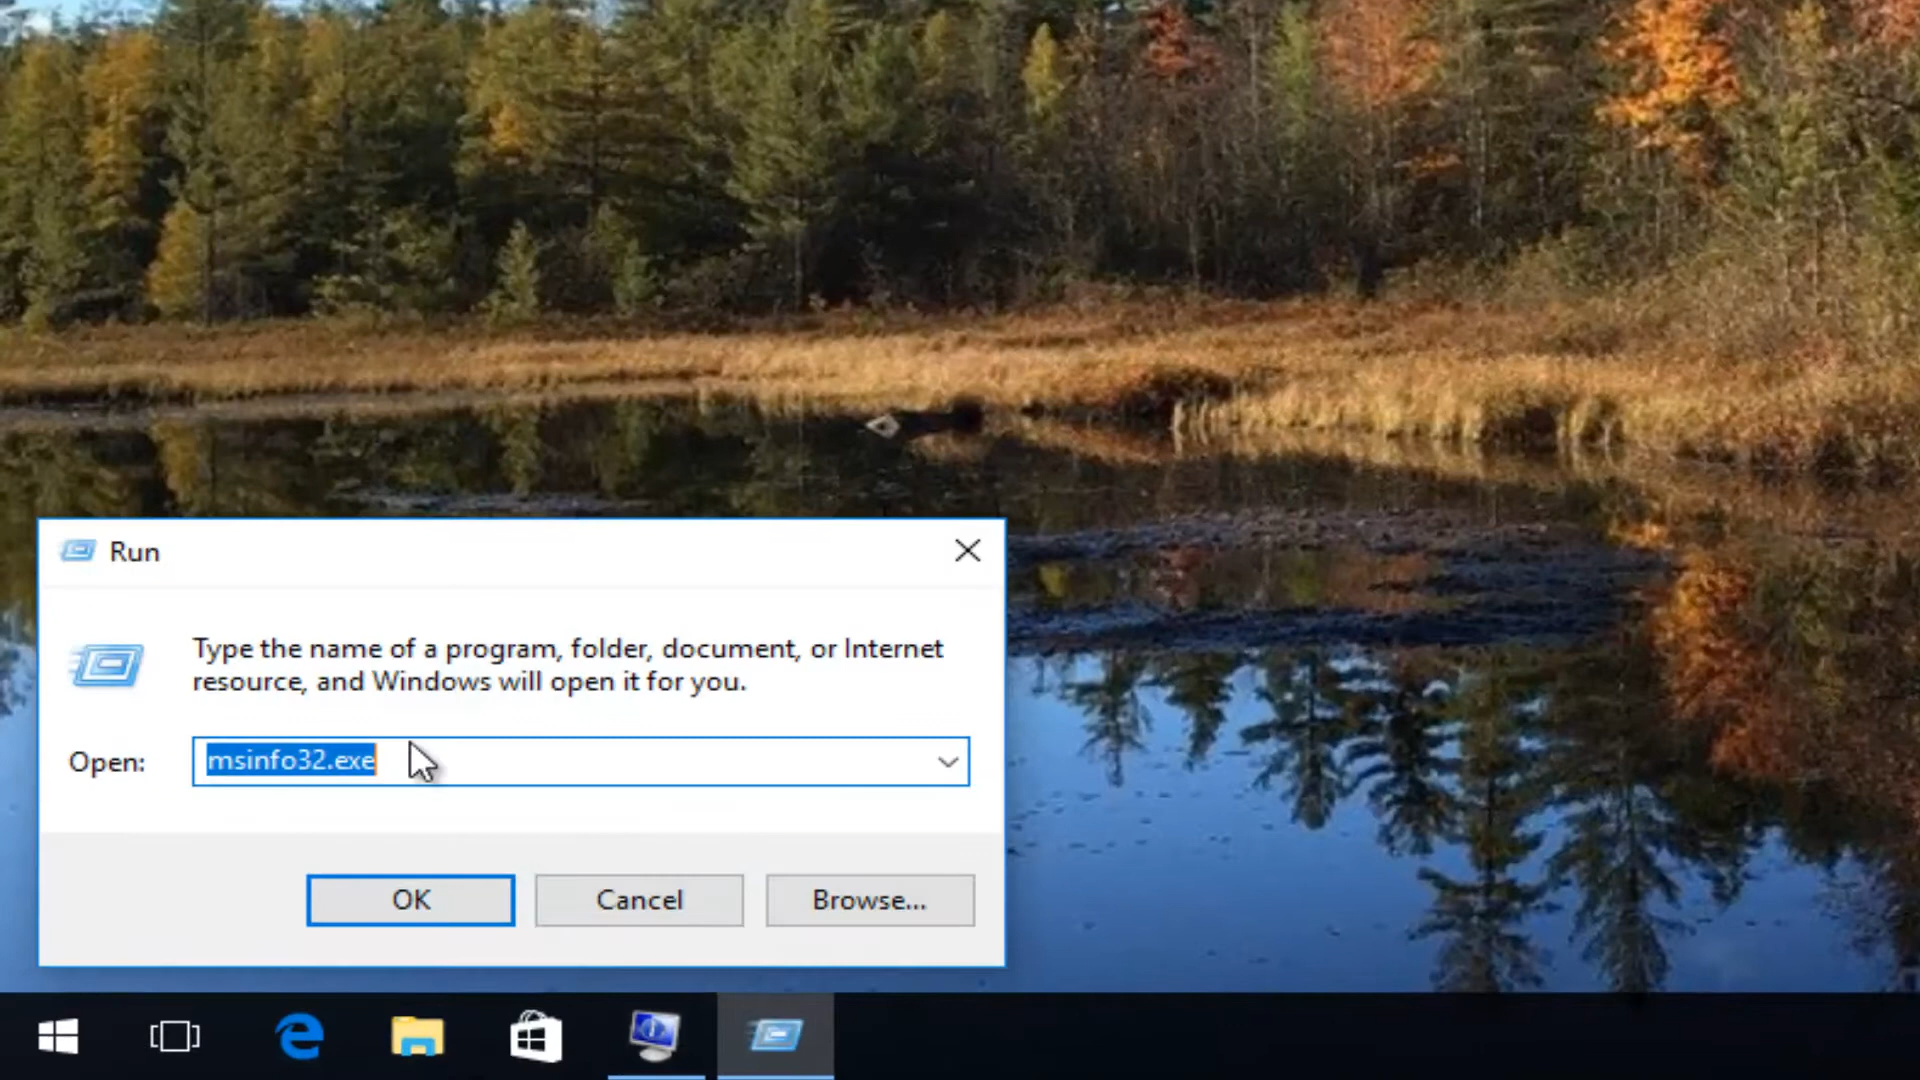 Run
Type the name of a program, folder, document, or Internet
resource, and Windows will open it for you.
Open:
msinfo32.exe
OK
Cancel
Browse...